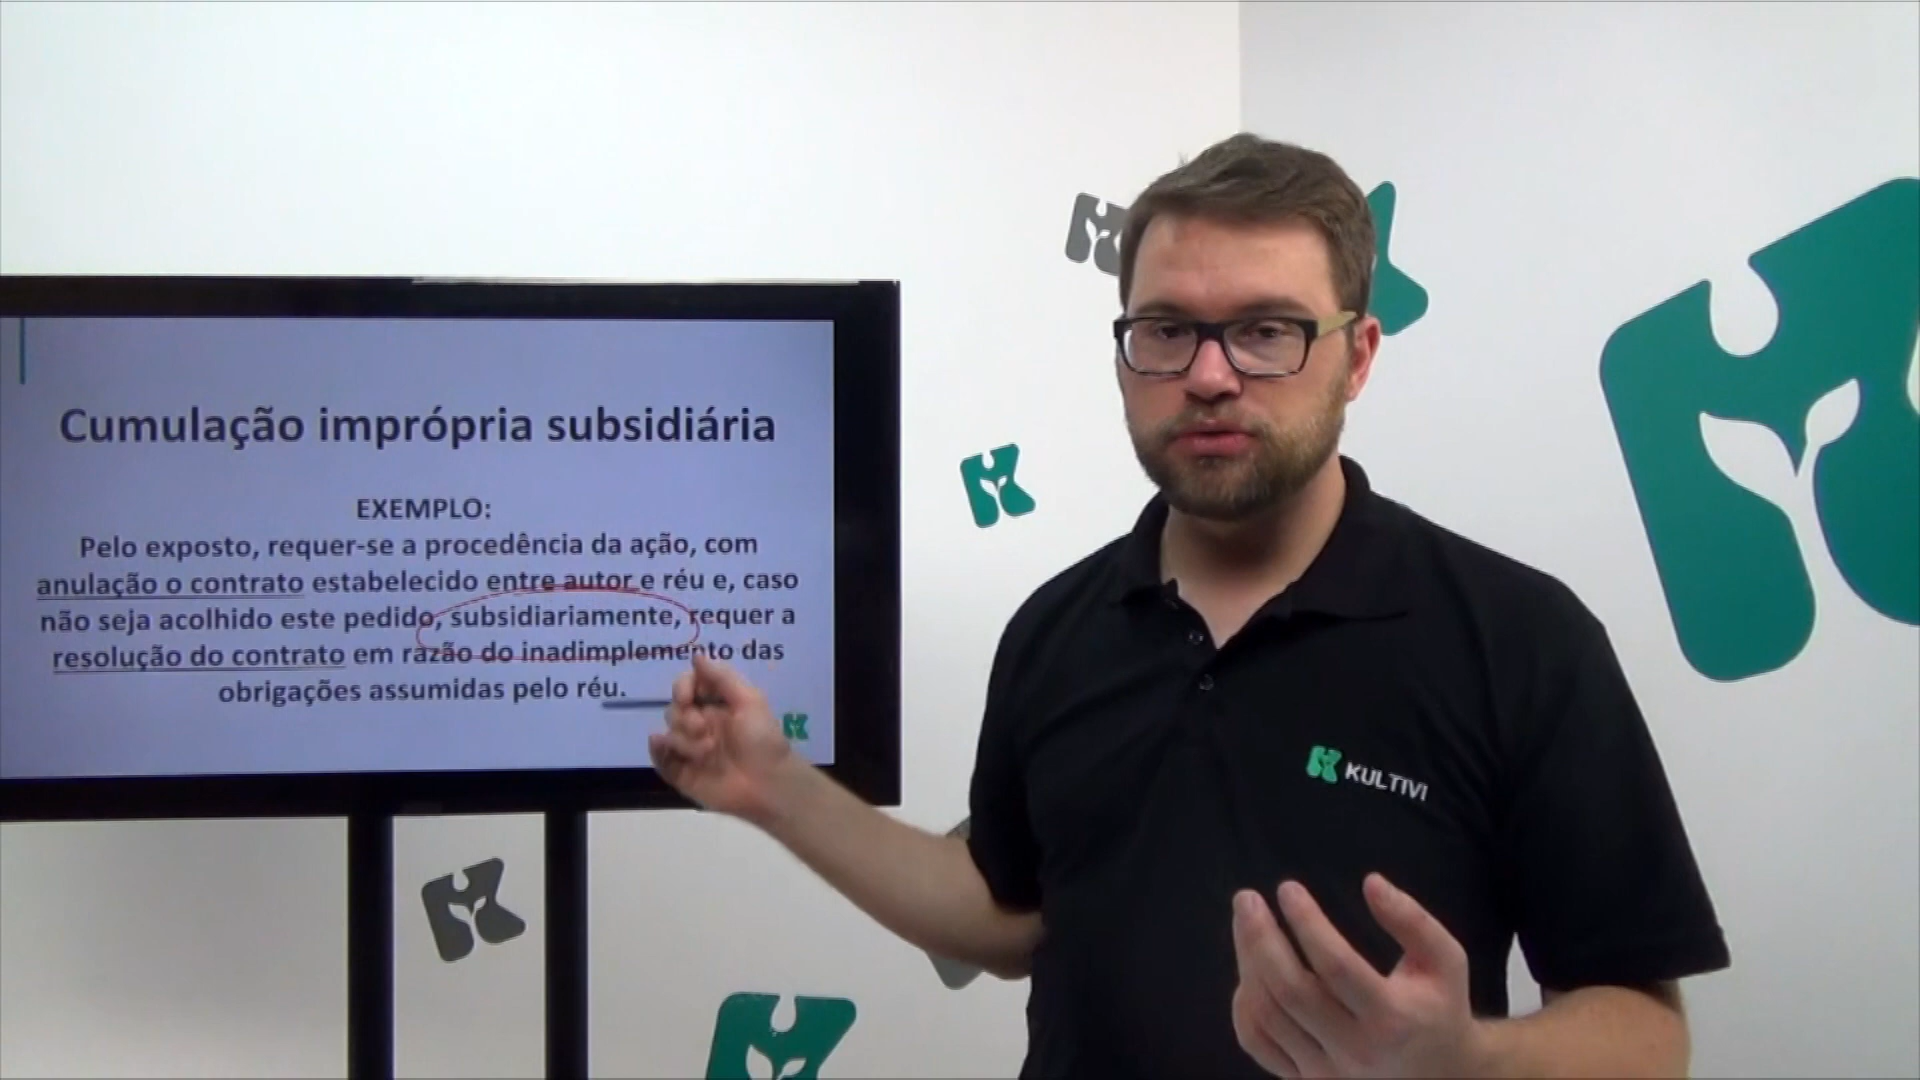 Cumulação imprópria subsidiária
EXEMPLO:
Pelo exposto, requer-se a procedência da ação, com
anulação o contrato estabelecido entre autor e réu e, caso
não seja acolhido este pedido, subsidiariamente, requer a
resolução do contrato em razão do inadimplemento das
obrigações assumidas pelo réu.
KULTIVI